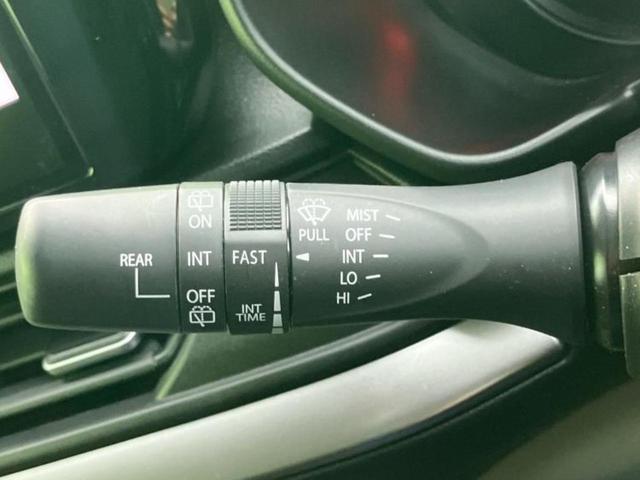 ON
INT
OFF
REAR
FAST
INT
TIME
PULL
MIST
OFF
INT
LO
HI